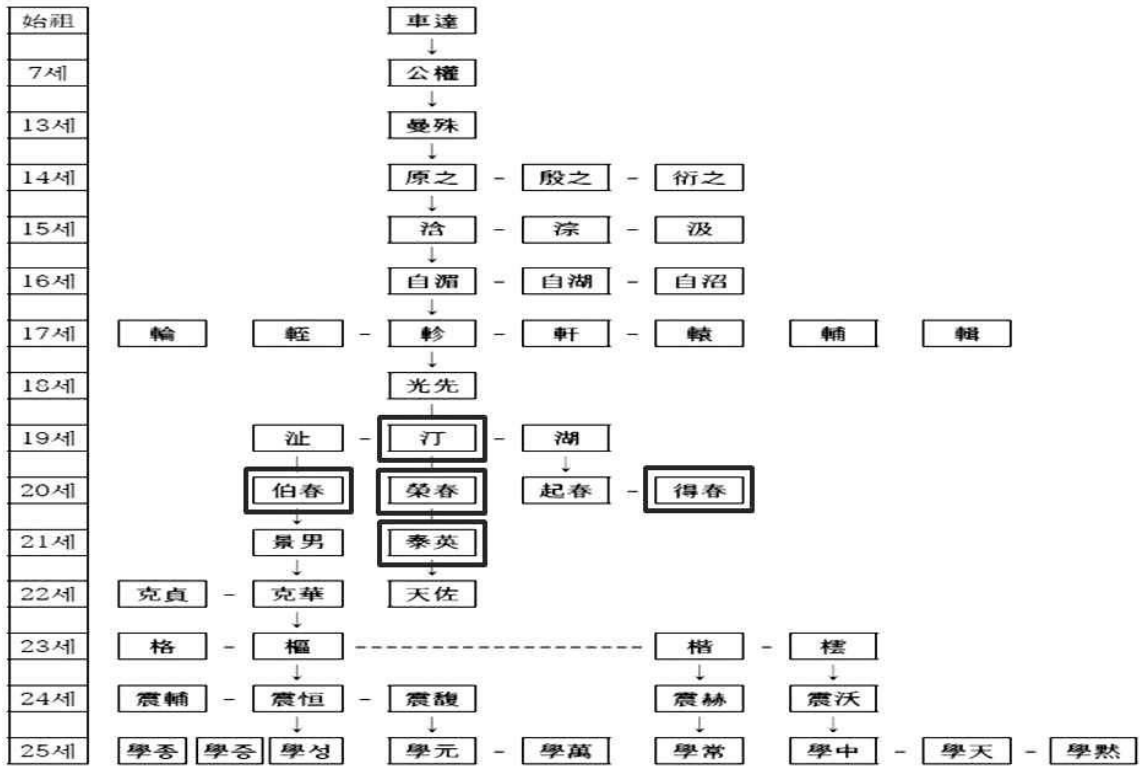 始祖 車達
7세 公權
13세 曼殊
14세 原之 - 殷之 - 衍之
15세 浛 - 淙 - 汲
16세 自湄 - 自湖 - 自沼
17세 輪 輊 - 軫 - 軒 - 轅 輔 輯
18세 光先
19세 沚 - 汀 - 湖
20세 伯春 榮春 起春 - 得春
21세 景男 泰英
22세 克貞 - 克華 天佐
23세 格 - 樞 - 楷 - 橒
24세 震輔 - 震恒 - 震馥 震赫 震沃
25세 學종 學증 學성 學元 - 學萬 學常 學中 - 學天 - 學黙